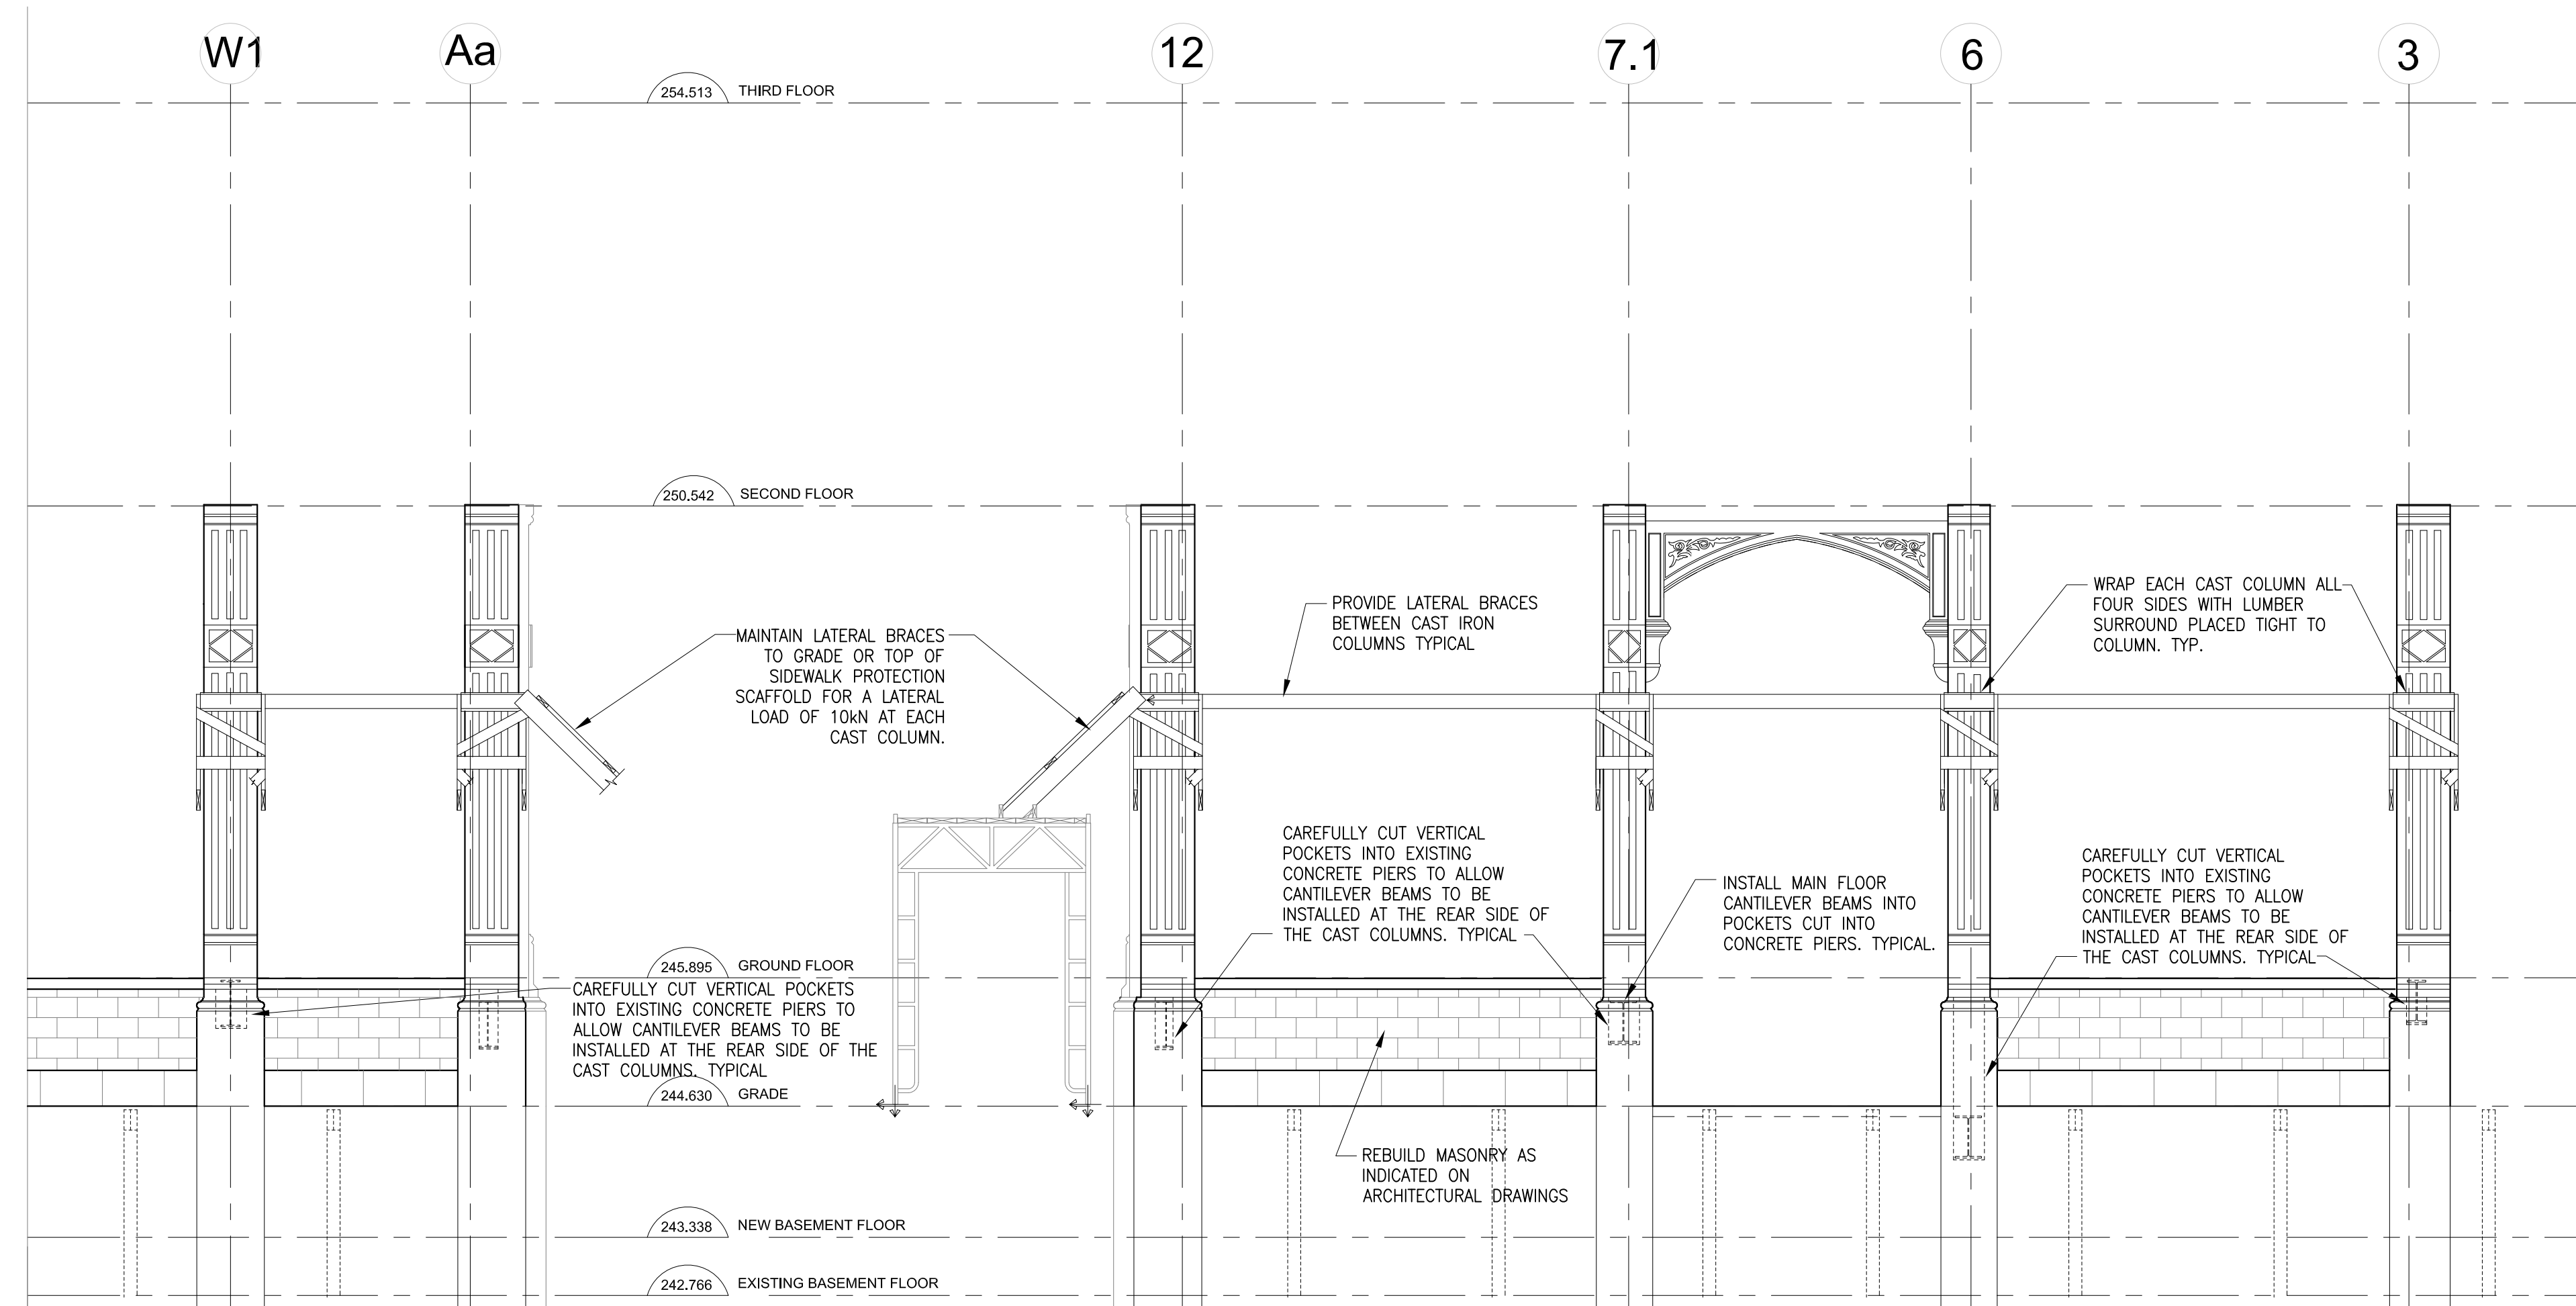 W1
Aa
12
7.1
6
3
254.513 THIRD FLOOR
250.542 SECOND FLOOR
MAINTAIN LATERAL BRACES
TO GRADE OR TOP OF
SIDEWALK PROTECTION
SCAFFOLD FOR A LATERAL
LOAD OF 10kN AT EACH
CAST COLUMN.
PROVIDE LATERAL BRACES
BETWEEN CAST IRON
COLUMNS TYPICAL
WRAP EACH CAST COLUMN ALL
FOUR SIDES WITH LUMBER
SURROUND PLACED TIGHT TO
COLUMN. TYP.
CAREFULLY CUT VERTICAL
POCKETS INTO EXISTING
CONCRETE PIERS TO ALLOW
CANTILEVER BEAMS TO BE
INSTALLED AT THE REAR SIDE OF
THE CAST COLUMNS. TYPICAL
INSTALL MAIN FLOOR
CANTILEVER BEAMS INTO
POCKETS CUT INTO
CONCRETE PIERS. TYPICAL.
CAREFULLY CUT VERTICAL
POCKETS INTO EXISTING
CONCRETE PIERS TO ALLOW
CANTILEVER BEAMS TO BE
INSTALLED AT THE REAR SIDE OF
THE CAST COLUMNS. TYPICAL
245.895 GROUND FLOOR
CAREFULLY CUT VERTICAL POCKETS
INTO EXISTING CONCRETE PIERS TO
ALLOW CANTILEVER BEAMS TO BE
INSTALLED AT THE REAR SIDE OF THE
CAST COLUMNS. TYPICAL
244.630 GRADE
REBUILD MASONRY AS
INDICATED ON
ARCHITECTURAL DRAWINGS
243.338 NEW BASEMENT FLOOR
242.766 EXISTING BASEMENT FLOOR